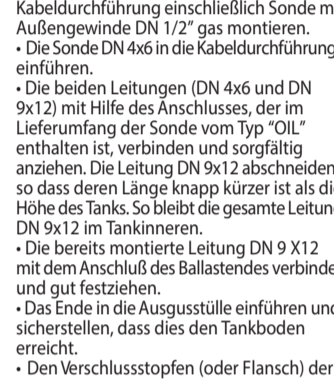 Kabeldurchführung einschließlich Sonde m
Außengewinde DN 1/2” gas montieren.
• Die Sonde DN 4x6 in die Kabeldurchführung
einführen.
• Die beiden Leitungen (DN 4x6 und DN
9x12) mit Hilfe des Anschlusses, der im
Lieferumfang der Sonde vom Typ “OIL”
enthalten ist, verbinden und sorgfältig
anziehen. Die Leitung DN 9x12 abschneiden
so dass deren Länge knapp kürzer ist als di
Höhe des Tanks. So bleibt die gesamte Leitun
DN 9x12 im Tankinneren.
• Die bereits montierte Leitung DN 9 X12
mit dem Anschluß des Ballastendes verbinde
und gut festziehen.
• Das Ende in die Ausgusstülle einführen und
sicherstellen, dass dies den Tankboden
erreicht.
• Den Verschlussstopfen (oder Flansch) der